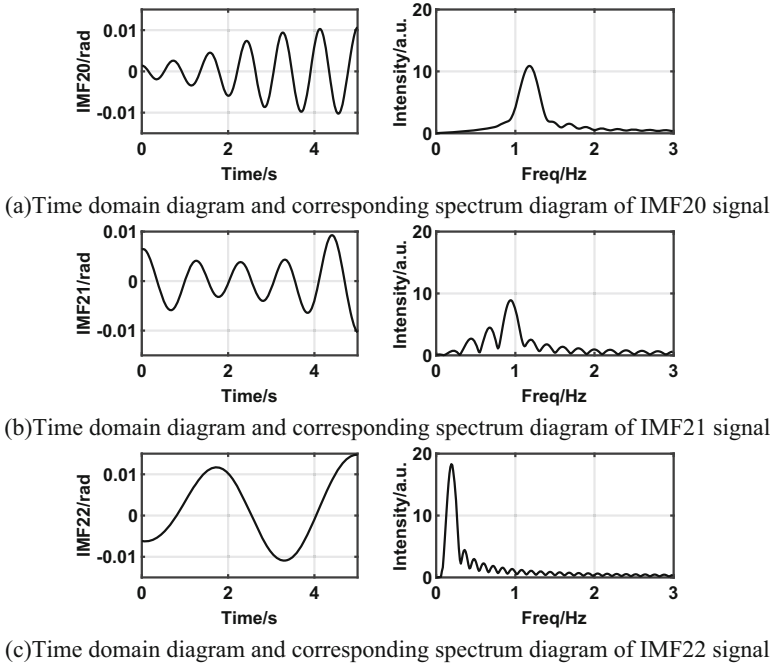 IMF20/rad
0.01
0
-0.01
0 2 4
Time/s
Intensity/a.u.
20
10
0
0 1 2 3
Freq/Hz
(a)Time domain diagram and corresponding spectrum diagram of IMF20 signal
IMF21/rad
0.01
0
-0.01
0 2 4
Time/s
Intensity/a.u.
20
10
0
0 1 2 3
Freq/Hz
(b)Time domain diagram and corresponding spectrum diagram of IMF21 signal
IMF22/rad
0.01
0
-0.01
0 2 4
Time/s
Intensity/a.u.
20
10
0
0 1 2 3
Freq/Hz
(c)Time domain diagram and corresponding spectrum diagram of IMF22 signal